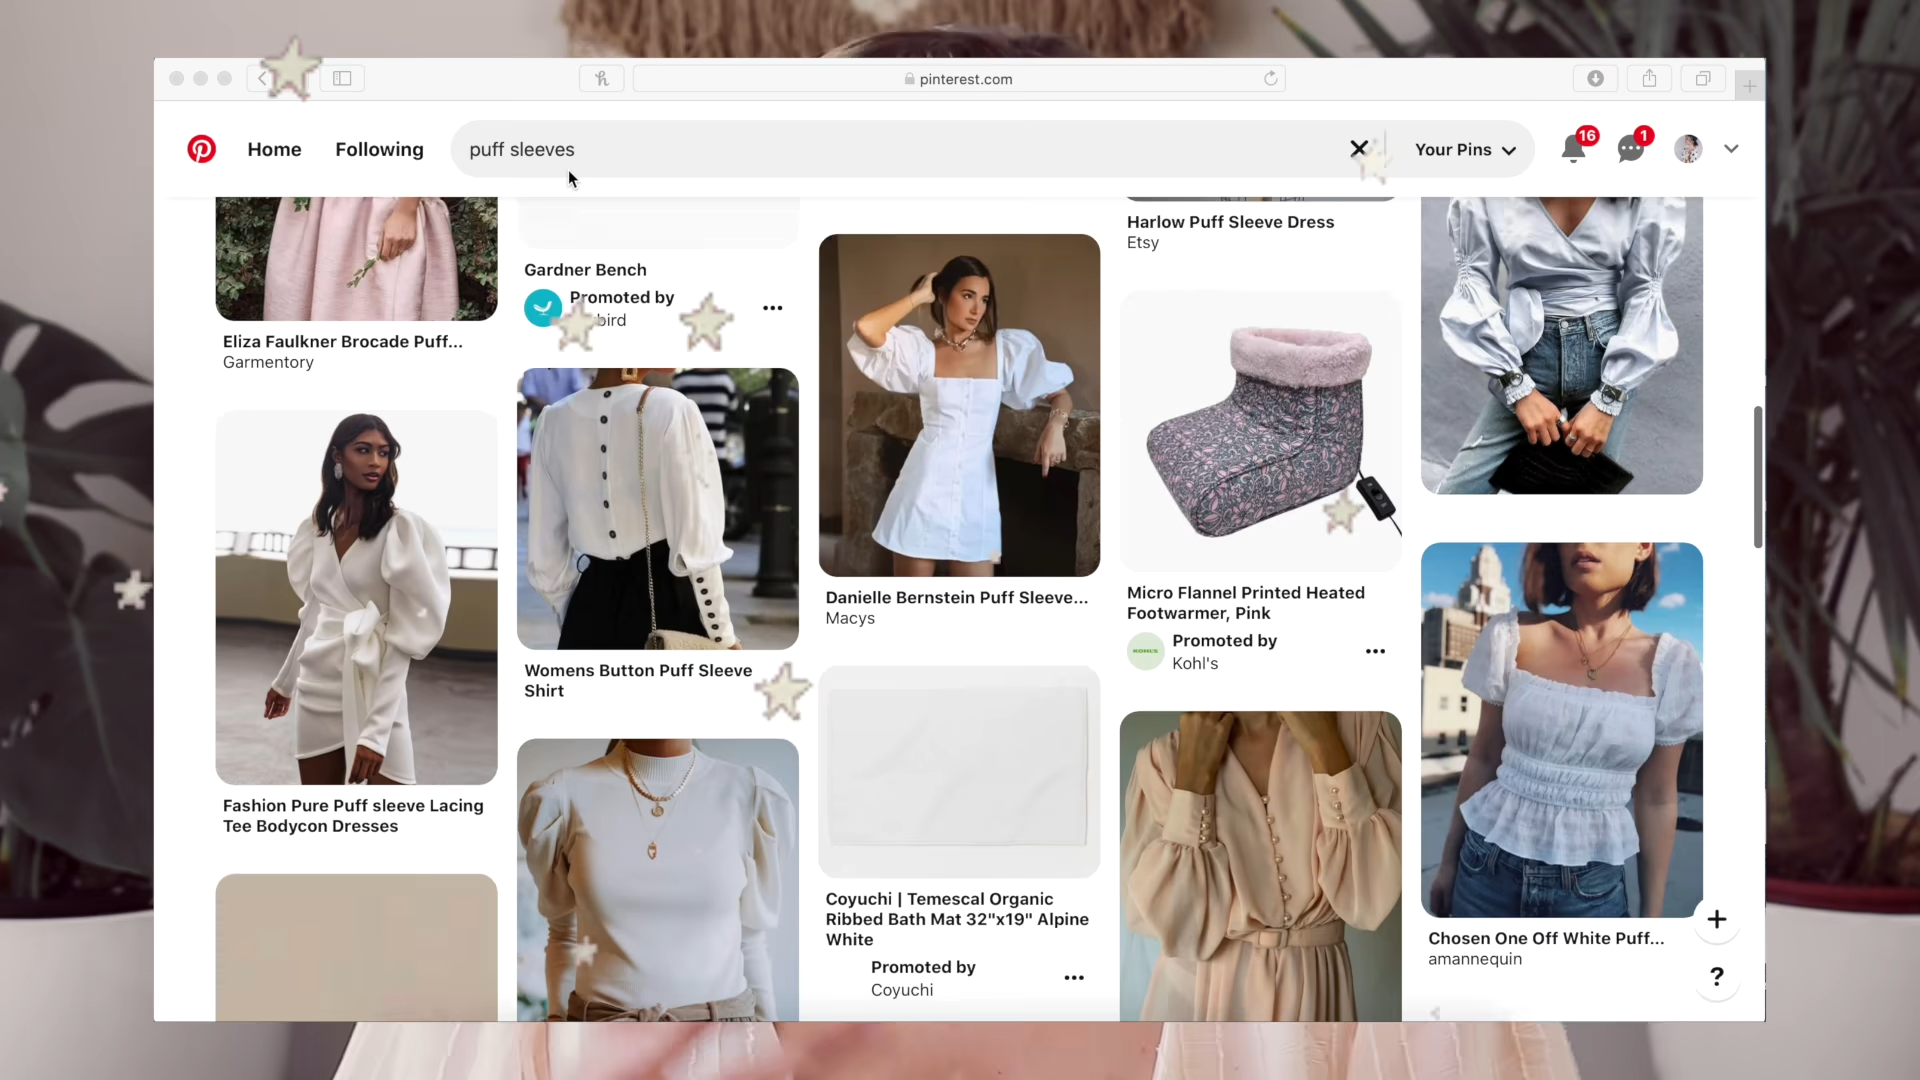 pinterest.com
Home
Following
puff sleeves
Your Pins
16
1
Eliza Faulkner Brocade Puff...
Garmentory
Fashion Pure Puff sleeve Lacing
Tee Bodycon Dresses
Gardner Bench
Promoted by
bird
Womens Button Puff Sleeve
Shirt
Danielle Bernstein Puff Sleeve...
Macys
Coyuchi | Temescal Organic
Ribbed Bath Mat 32"x19" Alpine
White
Promoted by
Coyuchi
Harlow Puff Sleeve Dress
Etsy
Micro Flannel Printed Heated
Footwarmer, Pink
KOHL'S
Promoted by
Kohl's
Chosen One Off White Puff...
amannequin
+
?